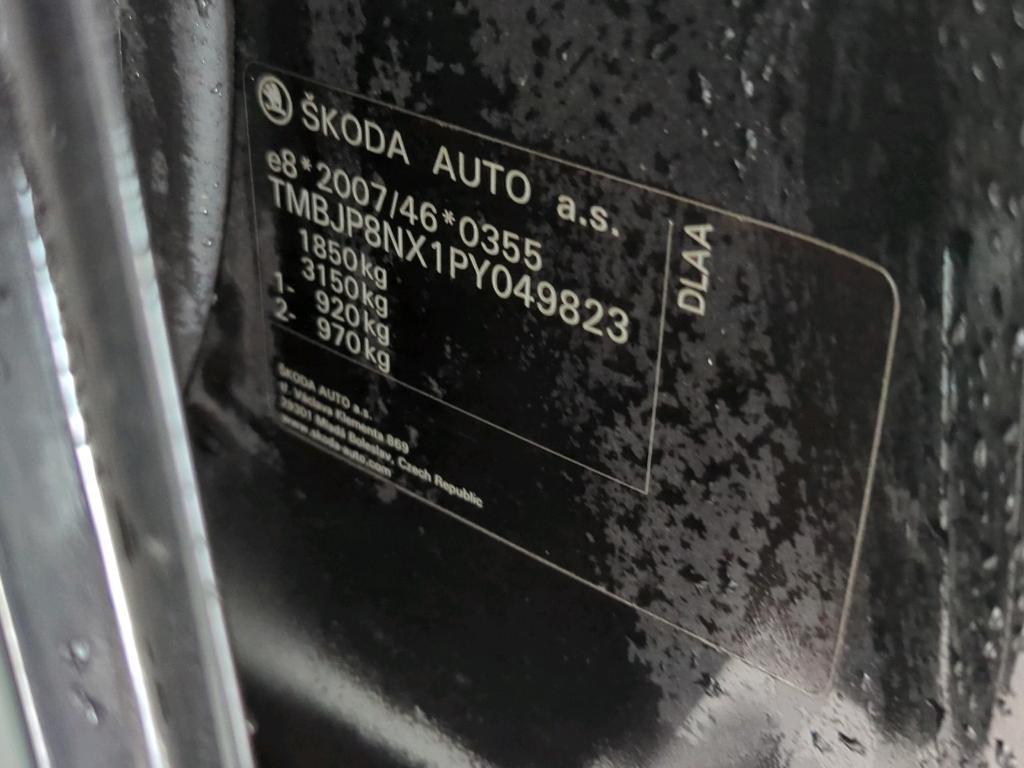 ŠKODA AUTO a.s.
e8*2007/46*0355
TMBJP8NX1PY049823
1850kg
3150kg
1- 920kg
2- 970kg
DLAA
ŠKODA AUTO a.s.
tř. Václava Klementa 869
29301 Mladá Boleslav, Czech Republic
www.skoda-auto.com